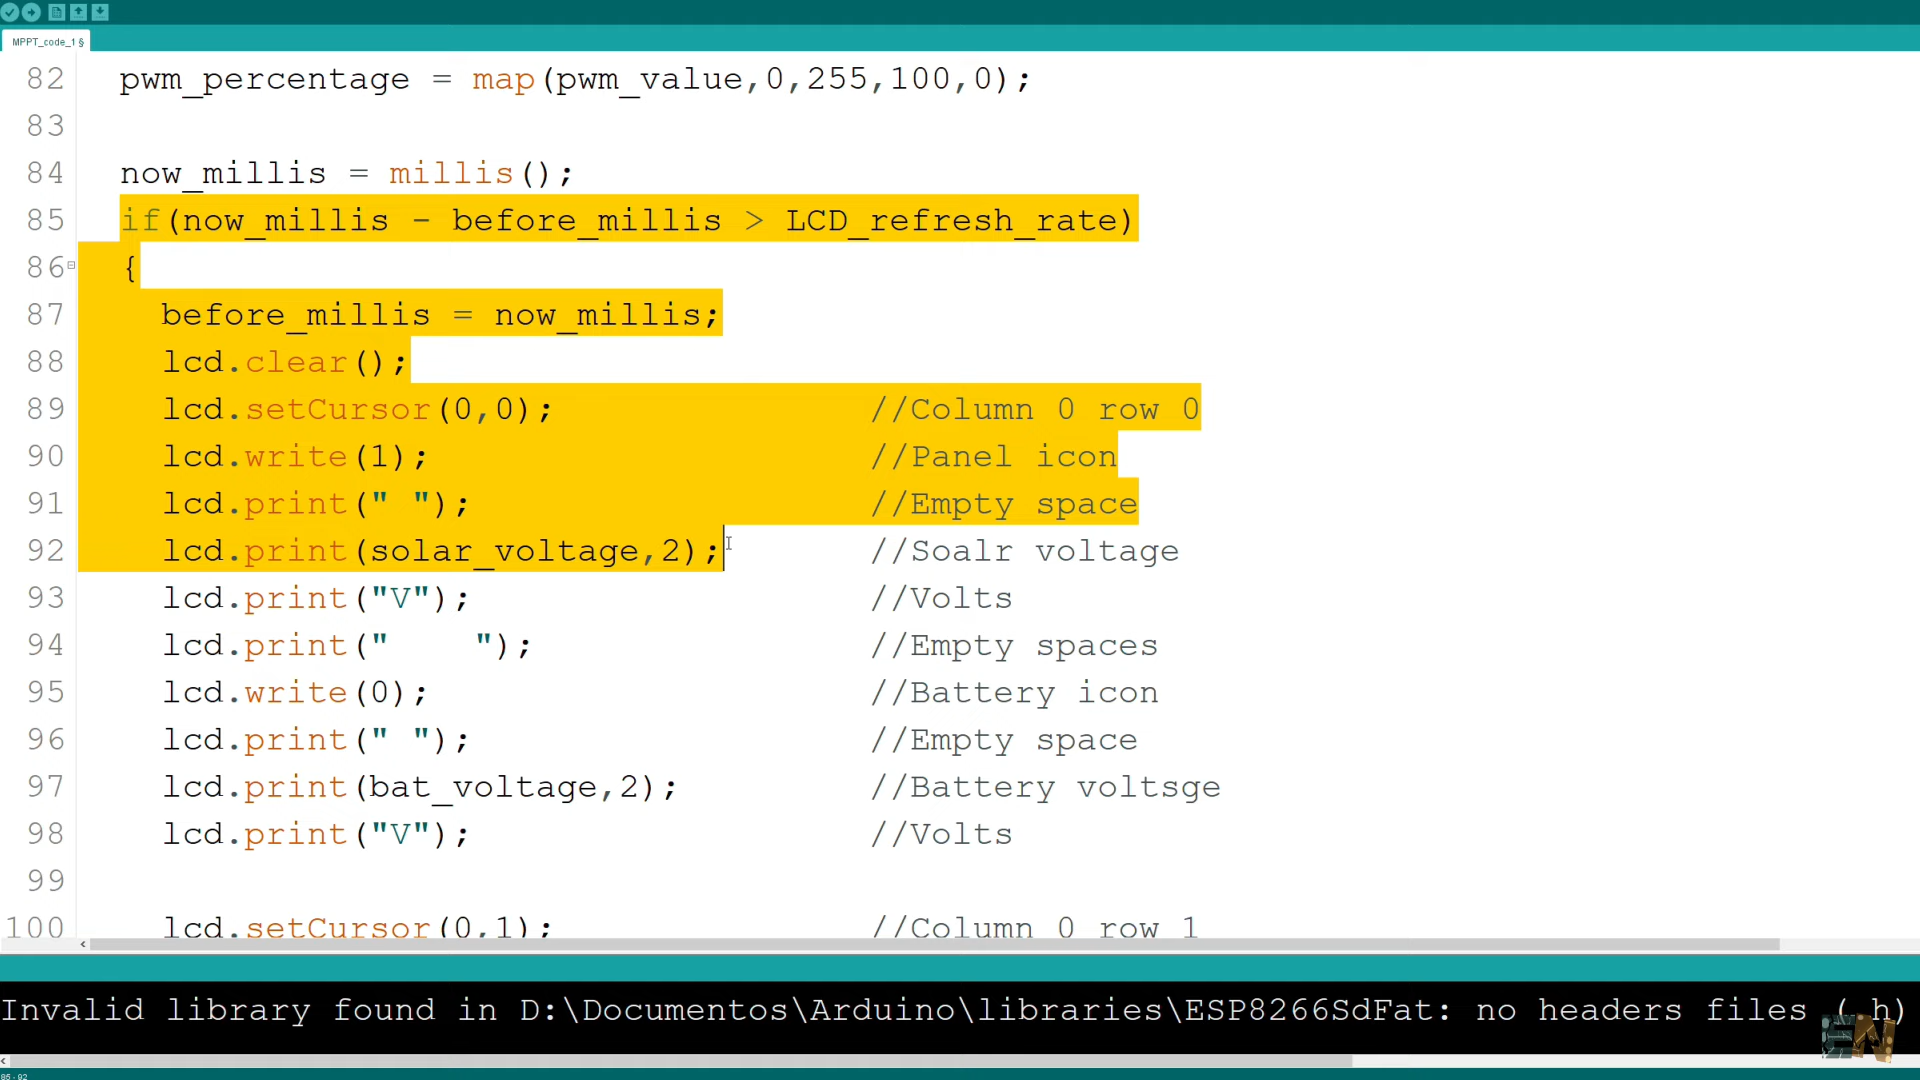 MPPT_code_1 §
82 pwm_percentage = map(pwm_value,0,255,100,0);
83
84 now_millis = millis();
85 if(now_millis - before_millis > LCD_refresh_rate)
86 {
87 before_millis = now_millis;
88 lcd.clear();
89 lcd.setCursor(0,0); //Column 0 row 0
90 lcd.write(1); //Panel icon
91 lcd.print(" "); //Empty space
92 lcd.print(solar_voltage,2); //Soalr voltage
93 lcd.print("V"); //Volts
94 lcd.print("    "); //Empty spaces
95 lcd.write(0); //Battery icon
96 lcd.print(" "); //Empty space
97 lcd.print(bat_voltage,2); //Battery voltsge
98 lcd.print("V"); //Volts
99
100 lcd.setCursor(0,1); //Column 0 row 1
Invalid library found in D:\Documentos\Arduino\libraries\ESP8266SdFat: no headers files (.h)
EN
85 - 92